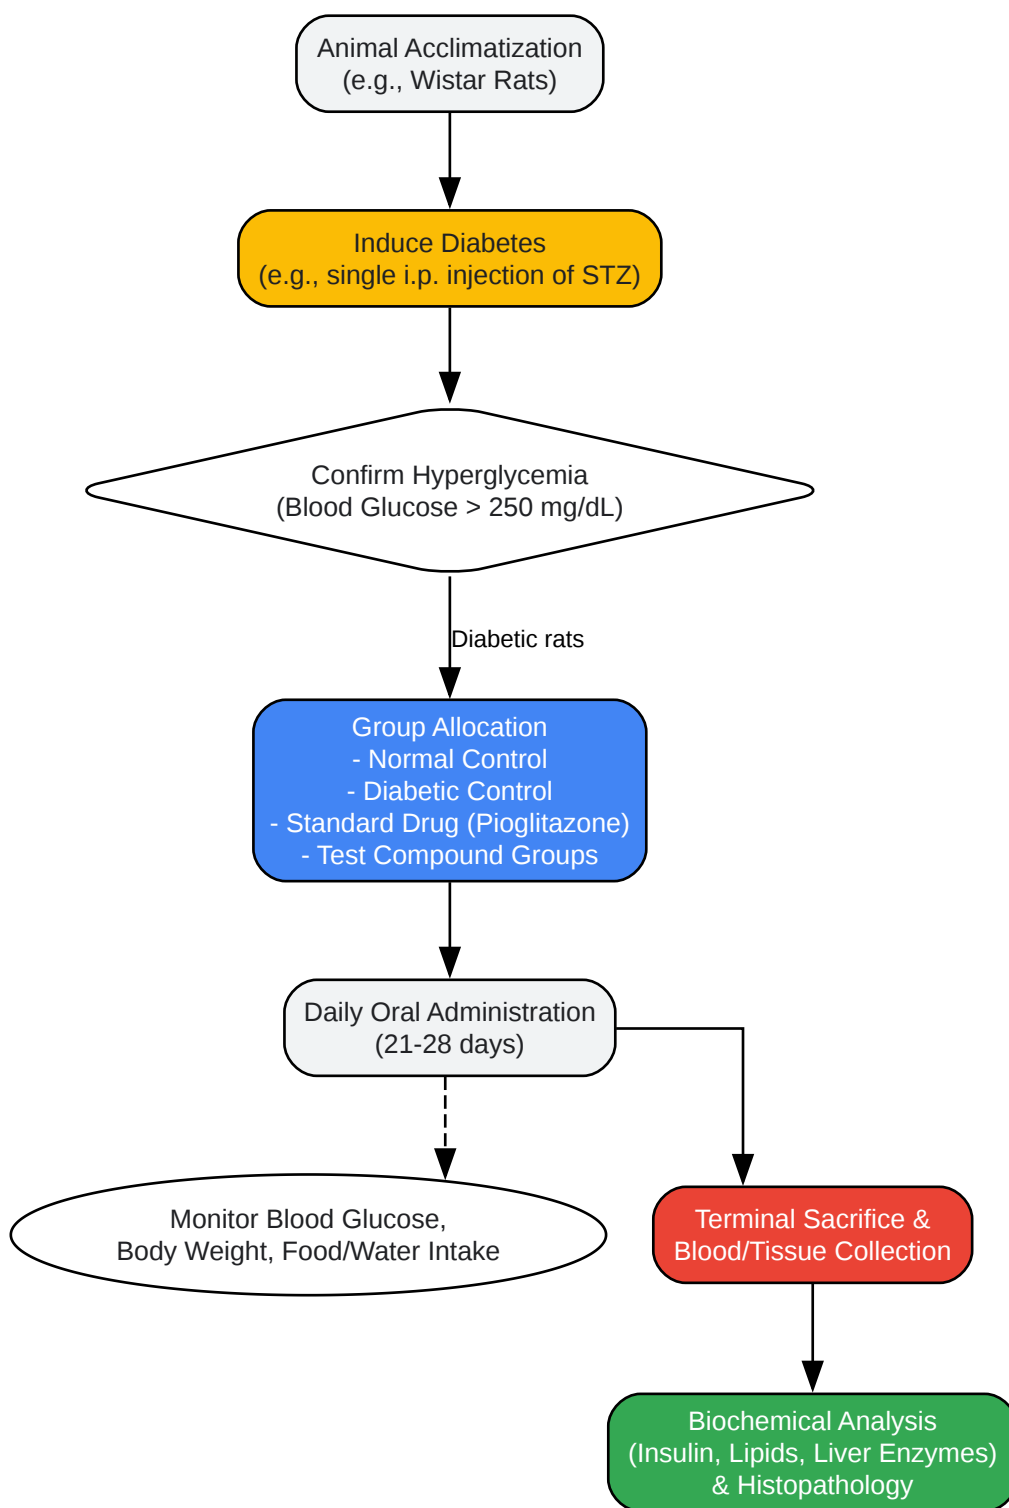 Animal Acclimatization
(e.g., Wistar Rats)
Induce Diabetes
(e.g., single i.p. injection of STZ)
Confirm Hyperglycemia
(Blood Glucose > 250 mg/dL)
Diabetic rats
Group Allocation
- Normal Control
- Diabetic Control
- Standard Drug (Pioglitazone)
- Test Compound Groups
Daily Oral Administration
(21-28 days)
Monitor Blood Glucose,
Body Weight, Food/Water Intake
Terminal Sacrifice &
Blood/Tissue Collection
Biochemical Analysis
(Insulin, Lipids, Liver Enzymes)
& Histopathology